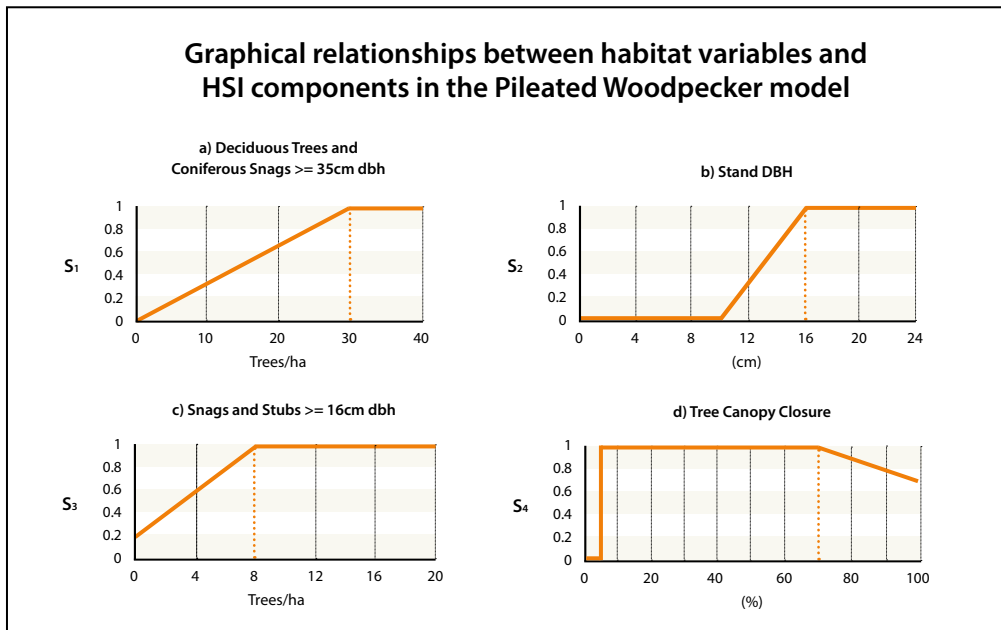 Graphical relationships between habitat variables and
HSI components in the Pileated Woodpecker model
a) Deciduous Trees and
Coniferous Snags >= 35cm dbh
1
0.8
0.6
S1
0.4
0.2
0
0 10 20 30 40
Trees/ha
b) Stand DBH
1
0.8
0.6
S2
0.4
0.2
0
0 4 8 12 16 20 24
(cm)
c) Snags and Stubs >= 16cm dbh
1
0.8
0.6
S3
0.4
0.2
0
0 4 8 12 16 20
Trees/ha
d) Tree Canopy Closure
1
0.8
0.6
S4
0.4
0.2
0
0 20 40 60 80 100
(%)